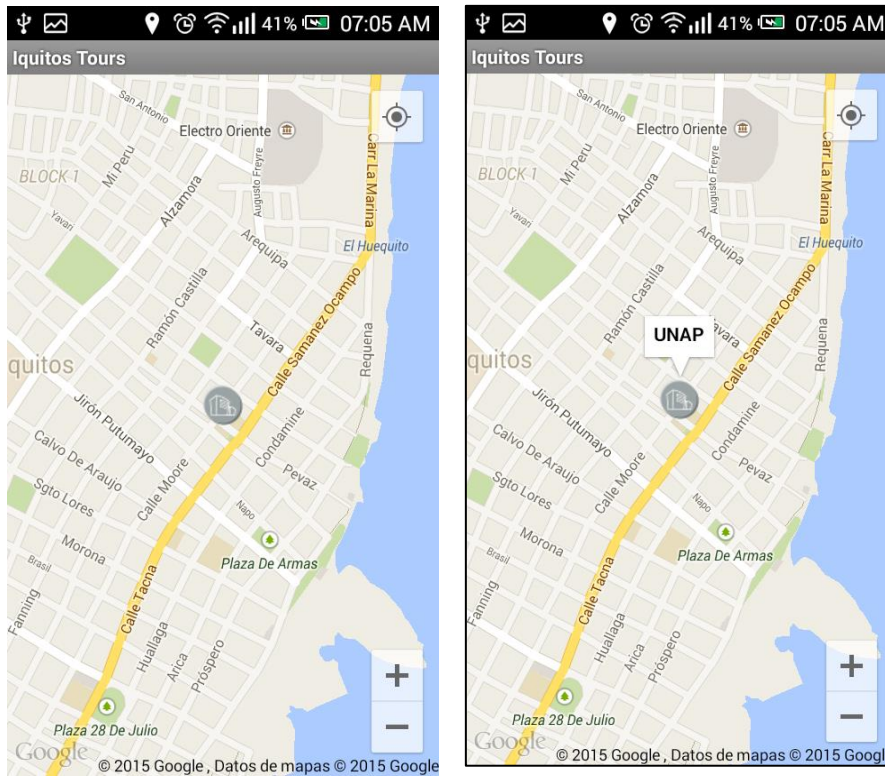 41% 07:05 AM
Iquitos Tours
San Antonio
Electro Oriente
Mi Peru
BLOCK 1
Alzamora
Augusto Freyre
Carr.La Marina
Yavari
Arequipa
El Huequito
Ramón Castilla
Calle Samanez Ocampo
Tavara
Requena
quitos
Jirón Putumayo
Condamine
Calvo De Araujo
Calle Moore
Pevaz
Sgto Lores
Napo
Morona
Plaza De Armas
Brasil
Calle Tacna
Fanning
Huallaga
Arica
Próspero
Plaza 28 De Julio
Google
© 2015 Google , Datos de mapas © 2015 Google
41% 07:05 AM
Iquitos Tours
San Antonio
Electro Oriente
Mi Peru
BLOCK 1
Alzamora
Augusto Freyre
Carr.La Marina
Yavari
Arequipa
El Huequito
Ramón Castilla
Calle Samanez Ocampo
UNAP
avara
Requena
quitos
Jirón Putumayo
Condamine
Calvo De Araujo
Calle Moore
Pevaz
Sgto Lores
Napo
Morona
Plaza De Armas
Brasil
Calle Tacna
Fanning
Huallaga
Arica
Próspero
Plaza 28 De Julio
Google
© 2015 Google , Datos de mapas © 2015 Googl